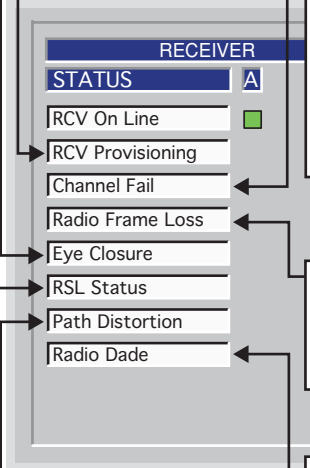 RECEIVER
STATUS A
RCV On Line
RCV Provisioning
Channel Fail
Radio Frame Loss
Eye Closure
RSL Status
Path Distortion
Radio Dade